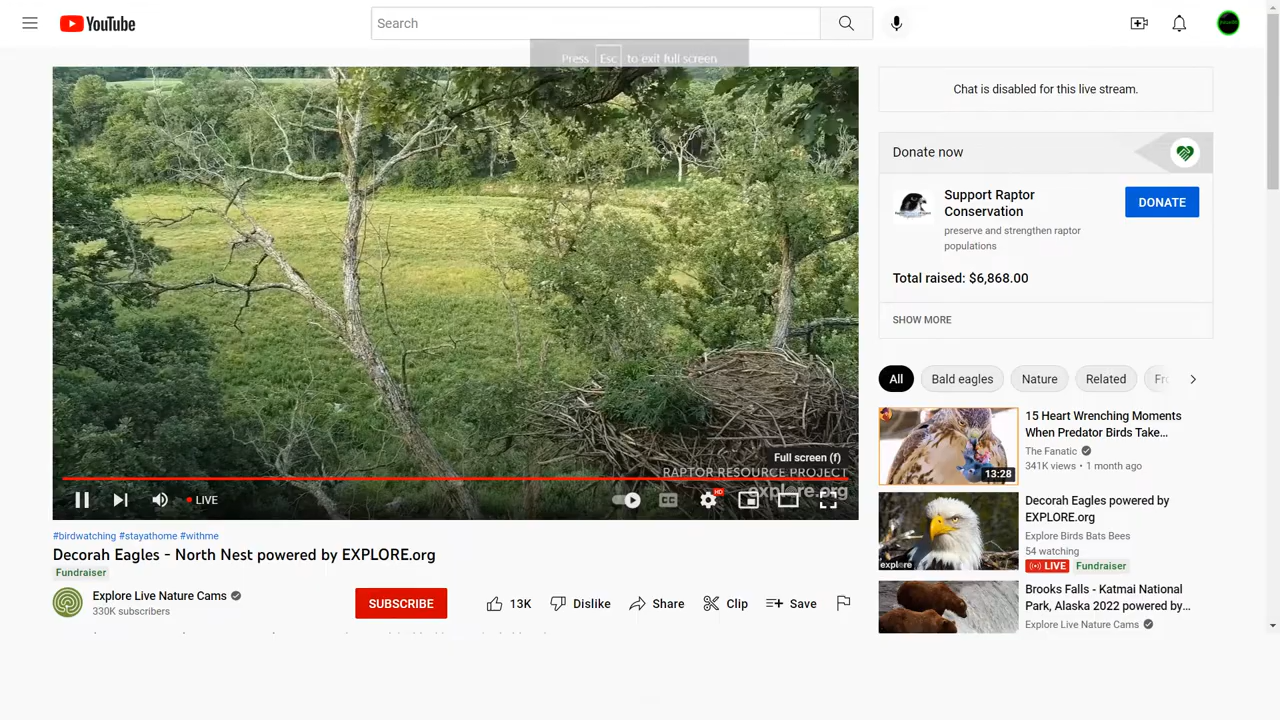 YouTube
Search
Press Esc to exit full screen
Chat is disabled for this live stream.
Donate now
Support Raptor
Conservation
preserve and strengthen raptor
populations
DONATE
Total raised: $6,868.00
SHOW MORE
Full screen (f)
RAPTOR RESOURCE PROJECT
explore.org
LIVE
CC
HD
#birdwatching #stayathome #withme
Decorah Eagles - North Nest powered by EXPLORE.org
Fundraiser
Explore Live Nature Cams
330K subscribers
SUBSCRIBE
13K
Dislike
Share
Clip
Save
All
Bald eagles
Nature
Related
15 Heart Wrenching Moments
When Predator Birds Take...
The Fanatic
341K views • 1 month ago
13:28
Decorah Eagles powered by
EXPLORE.org
Explore Birds Bats Bees
54 watching
LIVE Fundraiser
explore
Brooks Falls - Katmai National
Park, Alaska 2022 powered by...
Explore Live Nature Cams